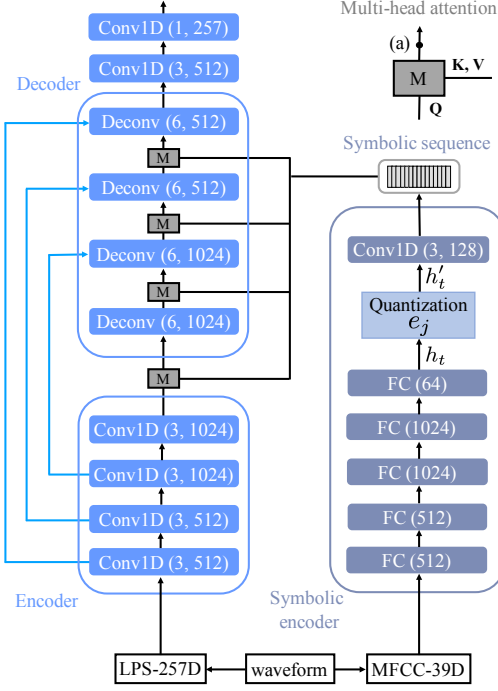 Multi-head attention
(a)
M
K, V
Q
Conv1D (1, 257)
Conv1D (3, 512)
Decoder
Deconv (6, 512)
M
Deconv (6, 512)
M
Deconv (6, 1024)
M
Deconv (6, 1024)
M
Conv1D (3, 1024)
Conv1D (3, 1024)
Conv1D (3, 512)
Conv1D (3, 512)
Encoder
LPS-257D
waveform
MFCC-39D
Symbolic sequence
Conv1D (3, 128)
h′_t
Quantization
e_j
h_t
FC (64)
FC (1024)
FC (1024)
FC (512)
FC (512)
Symbolic
encoder